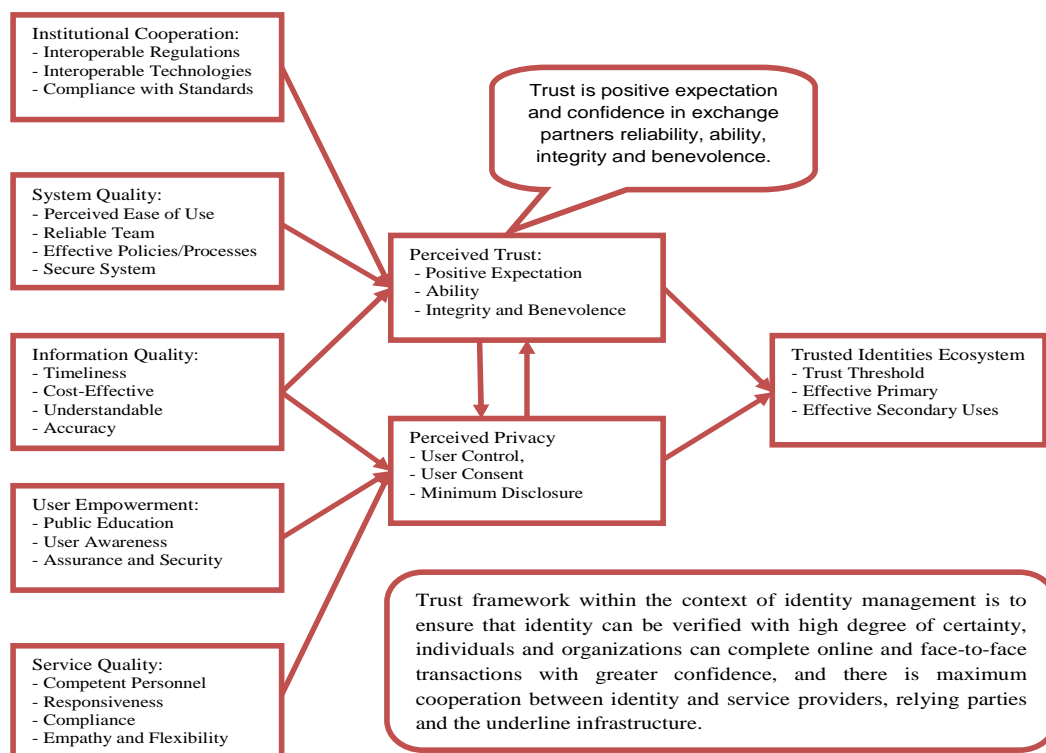 Institutional Cooperation:
- Interoperable Regulations
- Interoperable Technologies
- Compliance with Standards
Trust is positive expectation
and confidence in exchange
partners reliability, ability,
integrity and benevolence.
System Quality:
- Perceived Ease of Use
- Reliable Team
- Effective Policies/Processes
- Secure System
Perceived Trust:
- Positive Expectation
- Ability
- Integrity and Benevolence
Information Quality:
- Timeliness
- Cost-Effective
- Understandable
- Accuracy
Trusted Identities Ecosystem
- Trust Threshold
- Effective Primary
- Effective Secondary Uses
Perceived Privacy
- User Control,
- User Consent
- Minimum Disclosure
User Empowerment:
- Public Education
- User Awareness
- Assurance and Security
Trust framework within the context of identity management is to
ensure that identity can be verified with high degree of certainty,
individuals and organizations can complete online and face-to-face
transactions with greater confidence, and there is maximum
cooperation between identity and service providers, relying parties
and the underline infrastructure.
Service Quality:
- Competent Personnel
- Responsiveness
- Compliance
- Empathy and Flexibility